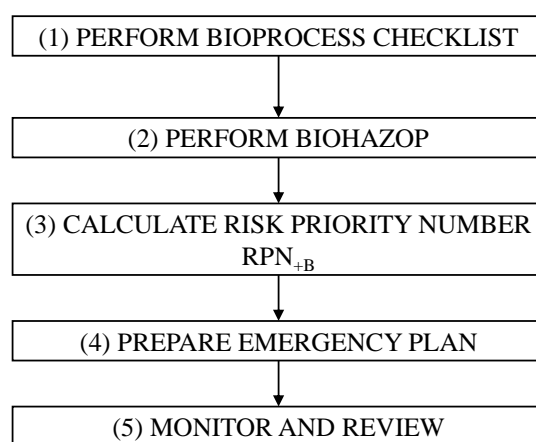 (1) PERFORM BIOPROCESS CHECKLIST
(2) PERFORM BIOHAZOP
(3) CALCULATE RISK PRIORITY NUMBER
RPN+B
(4) PREPARE EMERGENCY PLAN
(5) MONITOR AND REVIEW